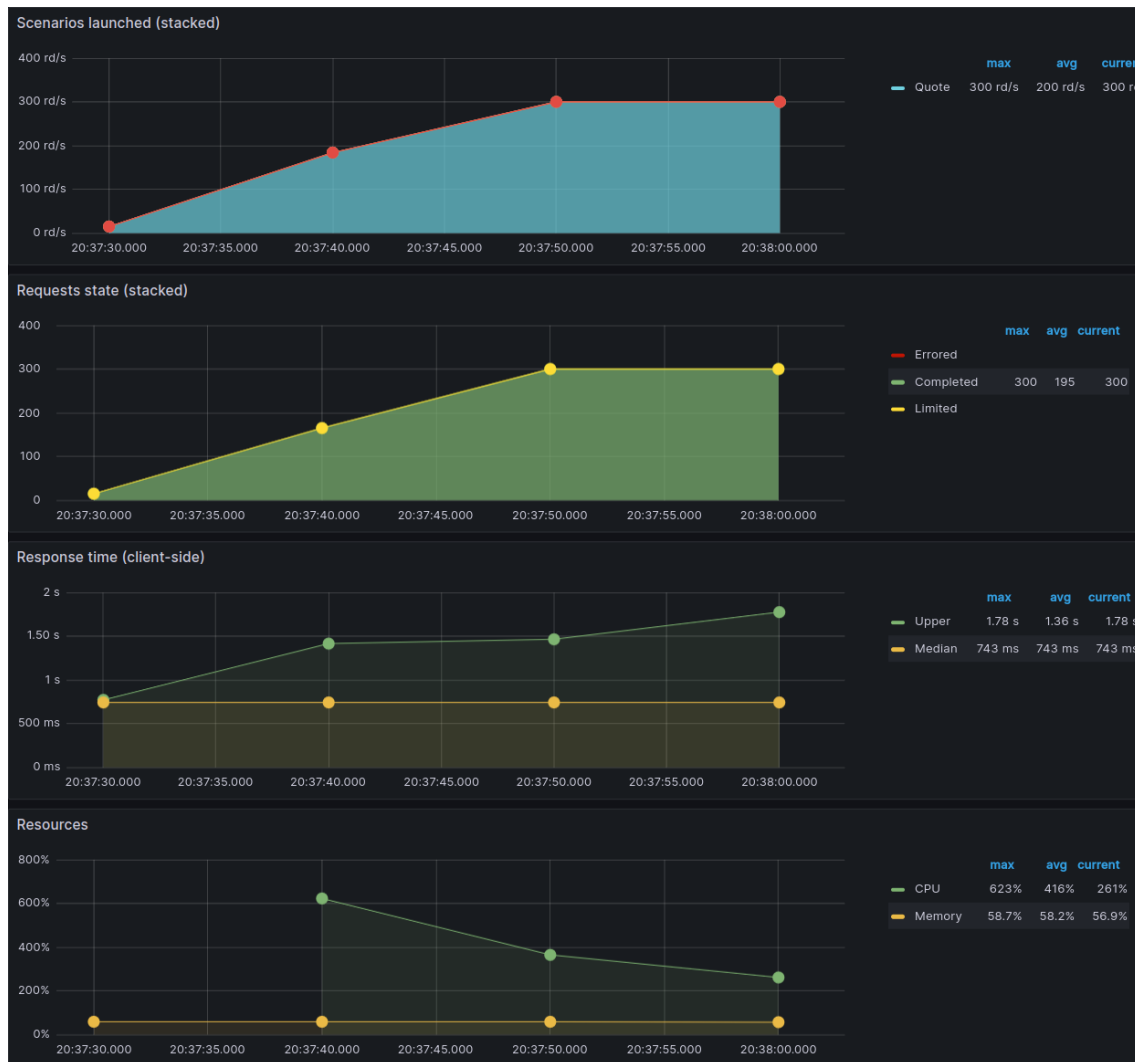 Scenarios launched (stacked)
400 rd/s
300 rd/s
200 rd/s
100 rd/s
0 rd/s
20:37:30.000 20:37:35.000 20:37:40.000 20:37:45.000 20:37:50.000 20:37:55.000 20:38:00.000
max avg curre
Quote 300 rd/s 200 rd/s 300 r
Requests state (stacked)
400
300
200
100
0
20:37:30.000 20:37:35.000 20:37:40.000 20:37:45.000 20:37:50.000 20:37:55.000 20:38:00.000
max avg current
Errored
Completed 300 195 300
Limited
Response time (client-side)
2 s
1.50 s
1 s
500 ms
0 ms
20:37:30.000 20:37:35.000 20:37:40.000 20:37:45.000 20:37:50.000 20:37:55.000 20:38:00.000
max avg current
Upper 1.78 s 1.36 s 1.78 s
Median 743 ms 743 ms 743 ms
Resources
800%
600%
400%
200%
0%
20:37:30.000 20:37:35.000 20:37:40.000 20:37:45.000 20:37:50.000 20:37:55.000 20:38:00.000
max avg current
CPU 623% 416% 261%
Memory 58.7% 58.2% 56.9%